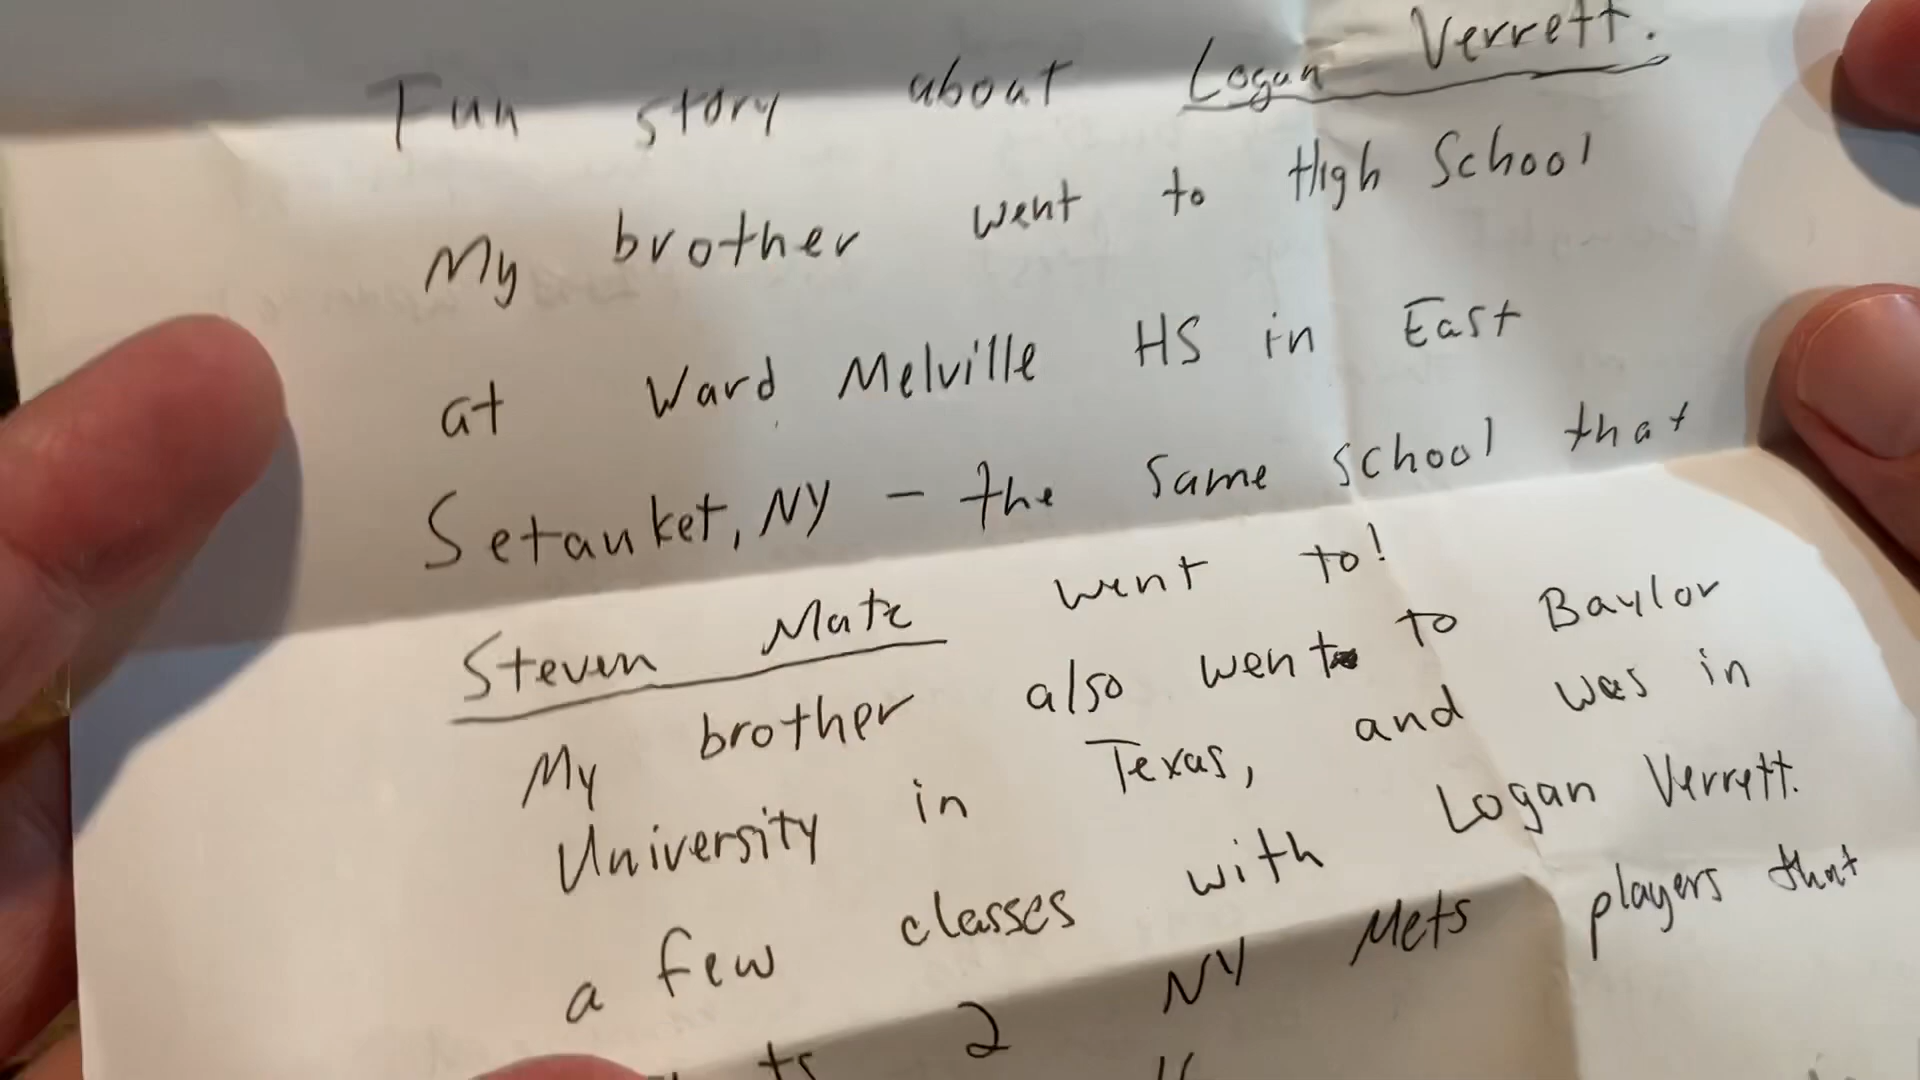 Fun story about Logan Verrett.
My brother went to High School
at Ward Melville HS in East
Setauket, NY - the same school that
Steven Matz went to!
My brother also went to Baylor
University in Texas, and was in
a few classes with Logan Verrett.
2 NY Mets players that